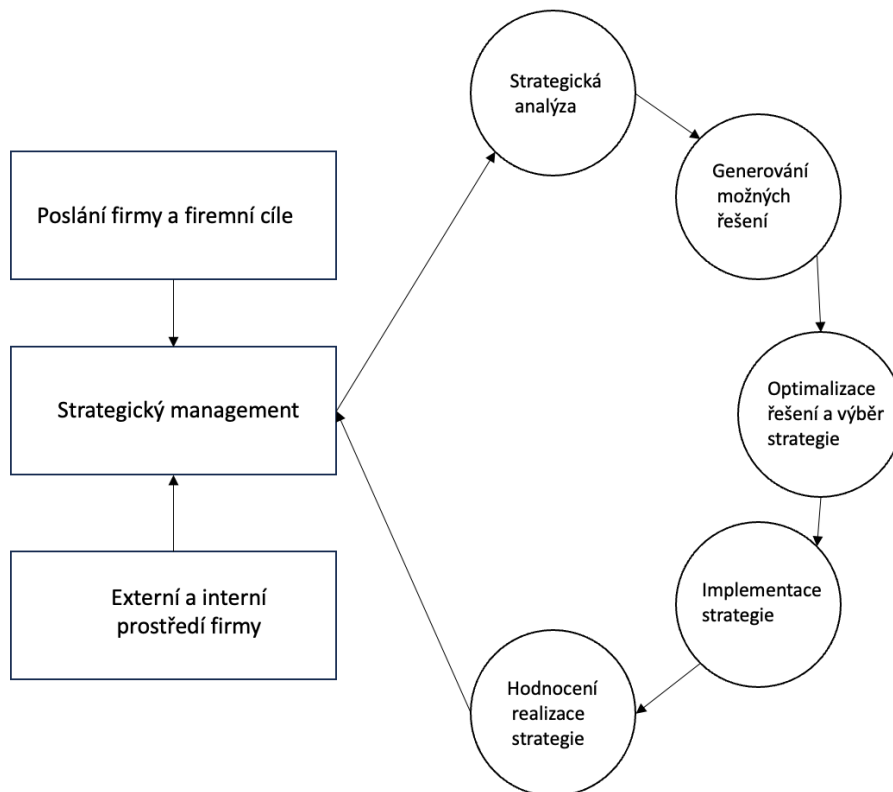 Strategická
analýza
Generování
možných
řešení
Poslání firmy a firemní cíle
Strategický management
Optimalizace
řešení a výběr
strategie
Externí a interní
prostředí firmy
Implementace
strategie
Hodnocení
realizace
strategie